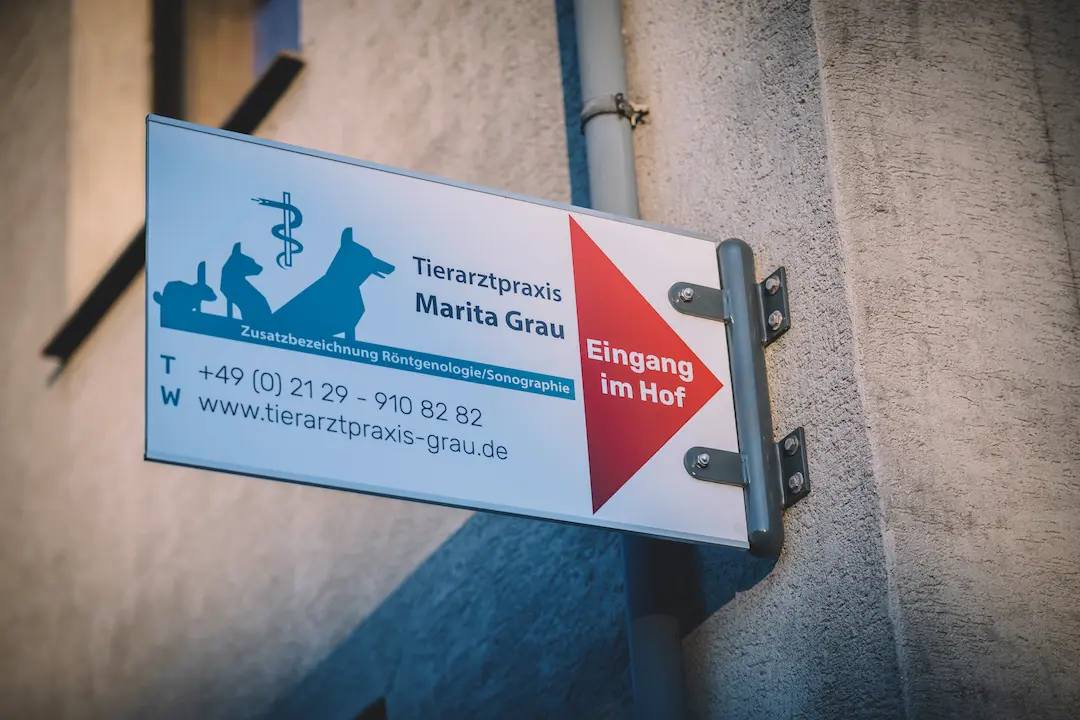 Tierarztpraxis
Marita Grau
Zusatzbezeichnung Röntgenologie/Sonographie
T +49 (0) 21 29 - 910 82 82
W www.tierarztpraxis-grau.de
Eingang
im Hof